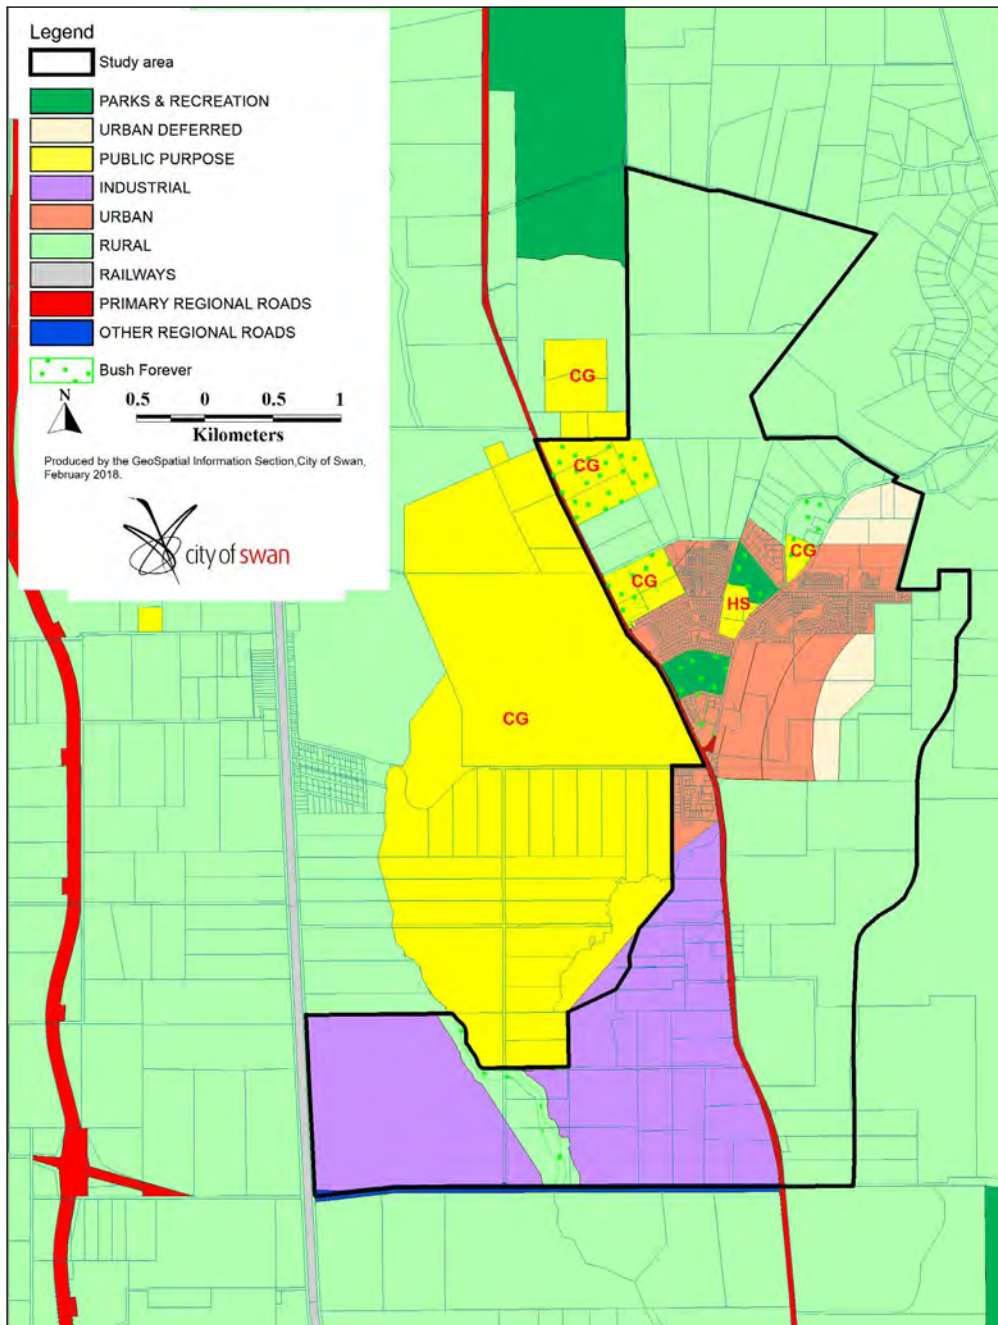 Legend
Study area
PARKS & RECREATION
URBAN DEFERRED
PUBLIC PURPOSE
INDUSTRIAL
URBAN
RURAL
RAILWAYS
PRIMARY REGIONAL ROADS
OTHER REGIONAL ROADS
Bush Forever
N
0.5 0 0.5 1
Kilometers
Produced by the GeoSpatial Information Section,City of Swan,
February 2018.
city of swan
CG
CG
CG
CG
HS
CG